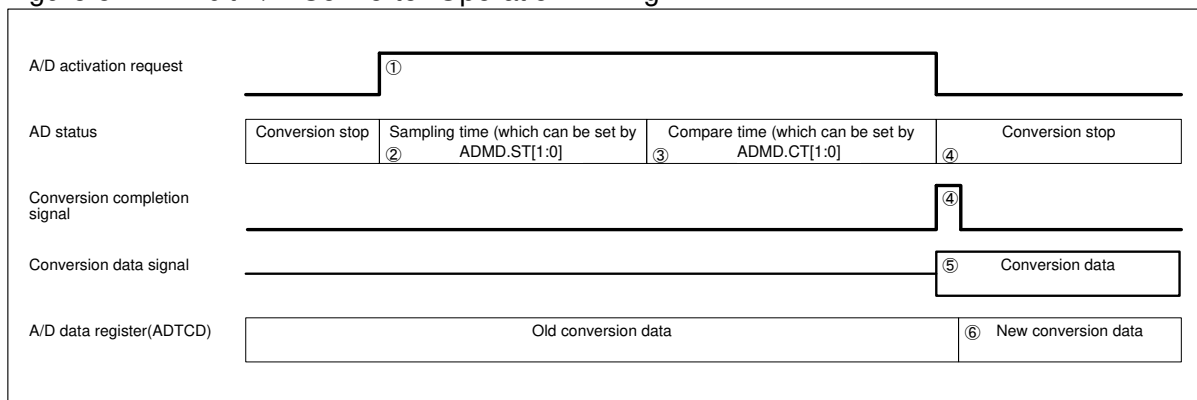 A/D activation request
①
AD status
Conversion stop
Sampling time (which can be set by
② ADMD.ST[1:0]
Compare time (which can be set by
③ ADMD.CT[1:0]
Conversion stop
④
Conversion completion
signal
④
Conversion data signal
⑤ Conversion data
A/D data register(ADTCD)
Old conversion data
⑥ New conversion data